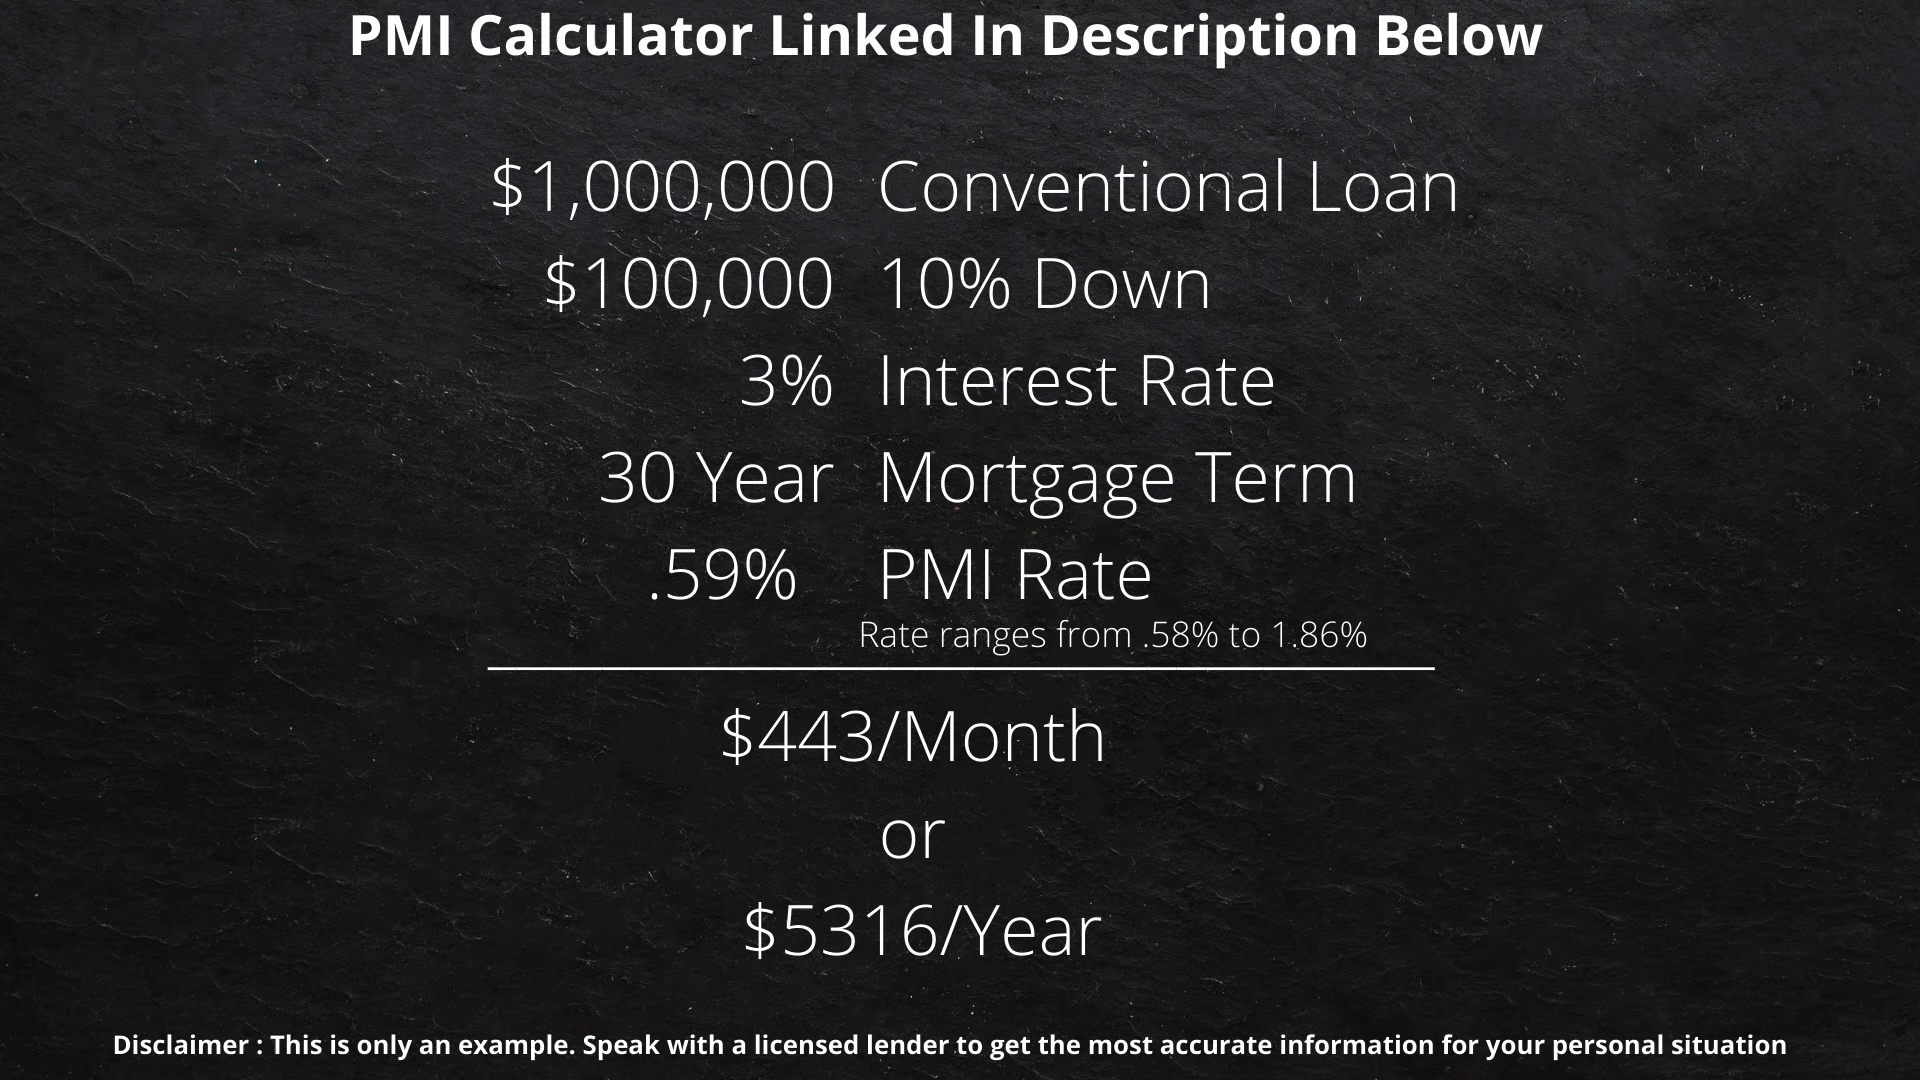 PMI Calculator Linked In Description Below
$1,000,000 Conventional Loan
$100,000 10% Down
3% Interest Rate
30 Year Mortgage Term
.59% PMI Rate
Rate ranges from .58% to 1.86%
$443/Month
or
$5316/Year
Disclaimer : This is only an example. Speak with a licensed lender to get the most accurate information for your personal situation